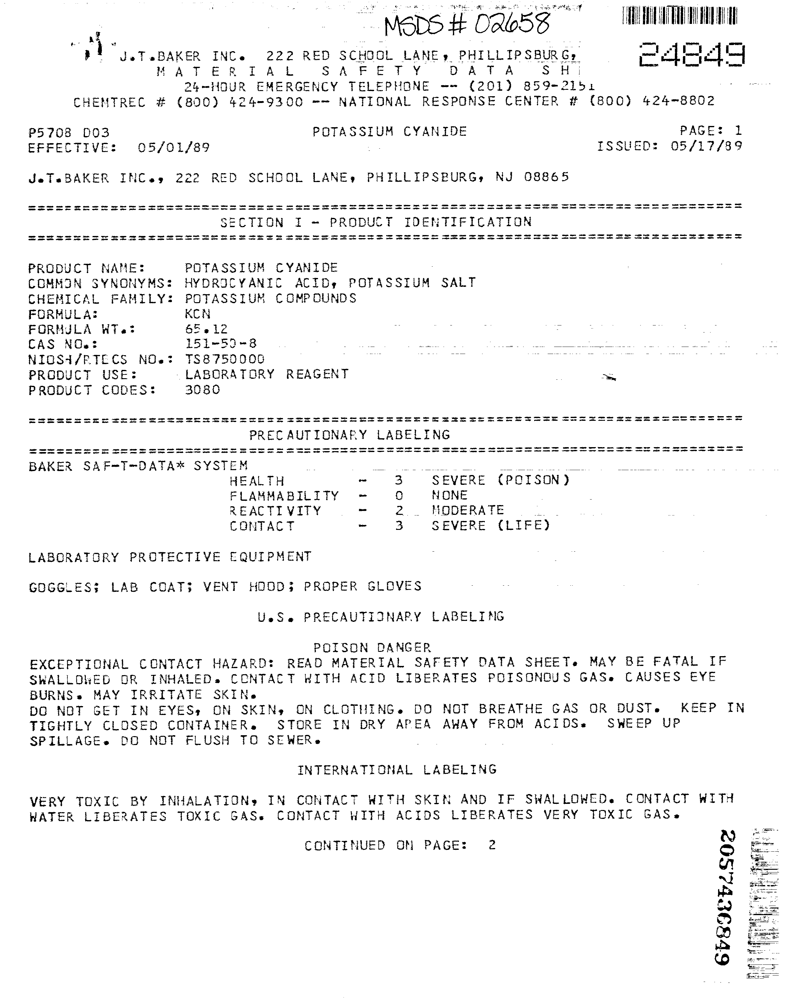 MSDS # 02658
24849
J.T.BAKER INC. 222 RED SCHOOL LANE, PHILLIPSBURG,
MATERIAL SAFETY DATA SH
24-HOUR EMERGENCY TELEPHONE -- (201) 859-2151
CHEMTREC # (800) 424-9300 -- NATIONAL RESPONSE CENTER # (800) 424-8802
P5708 D03 POTASSIUM CYANIDE PAGE: 1
EFFECTIVE: 05/01/89 ISSUED: 05/17/89
J.T.BAKER INC., 222 RED SCHOOL LANE, PHILLIPSBURG, NJ 08865
SECTION I - PRODUCT IDENTIFICATION
PRODUCT NAME: POTASSIUM CYANIDE
COMMON SYNONYMS: HYDROCYANIC ACID, POTASSIUM SALT
CHEMICAL FAMILY: POTASSIUM COMPOUNDS
FORMULA: KCN
FORMULA WT.: 65.12
CAS NO.: 151-50-8
NIOSH/RTECS NO.: TS8750000
PRODUCT USE: LABORATORY REAGENT
PRODUCT CODES: 3080
PRECAUTIONARY LABELING
BAKER SAF-T-DATA* SYSTEM
HEALTH - 3 SEVERE (POISON)
FLAMMABILITY - 0 NONE
REACTIVITY - 2 MODERATE
CONTACT - 3 SEVERE (LIFE)
LABORATORY PROTECTIVE EQUIPMENT
GOGGLES; LAB COAT; VENT HOOD; PROPER GLOVES
U.S. PRECAUTIONARY LABELING
POISON DANGER
EXCEPTIONAL CONTACT HAZARD: READ MATERIAL SAFETY DATA SHEET. MAY BE FATAL IF
SWALLOWED OR INHALED. CONTACT WITH ACID LIBERATES POISONOUS GAS. CAUSES EYE
BURNS. MAY IRRITATE SKIN.
DO NOT GET IN EYES, ON SKIN, ON CLOTHING. DO NOT BREATHE GAS OR DUST. KEEP IN
TIGHTLY CLOSED CONTAINER. STORE IN DRY AREA AWAY FROM ACIDS. SWEEP UP
SPILLAGE. DO NOT FLUSH TO SEWER.
INTERNATIONAL LABELING
VERY TOXIC BY INHALATION, IN CONTACT WITH SKIN AND IF SWALLOWED. CONTACT WITH
WATER LIBERATES TOXIC GAS. CONTACT WITH ACIDS LIBERATES VERY TOXIC GAS.
CONTINUED ON PAGE: 2
2057436849